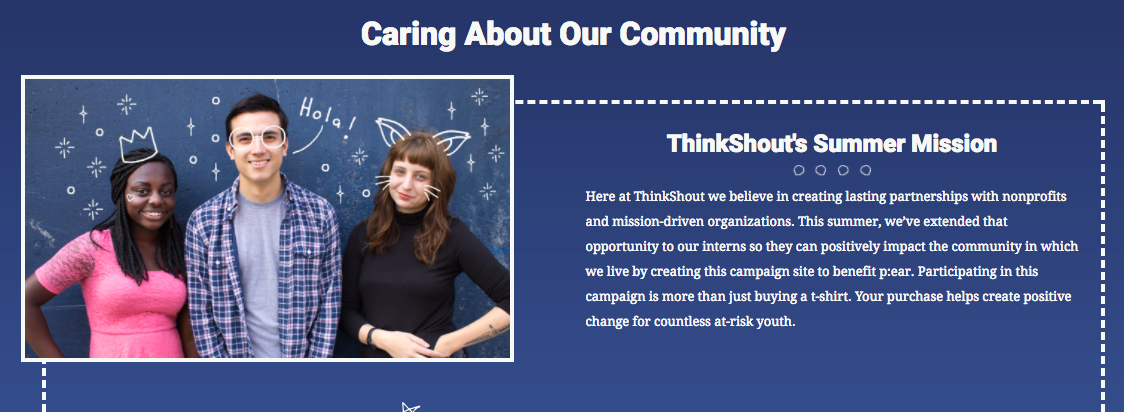 Caring About Our Community
Hola!
ThinkShout's Summer Mission
Here at ThinkShout we believe in creating lasting partnerships with nonprofits
and mission-driven organizations. This summer, we've extended that
opportunity to our interns so they can positively impact the community in which
we live by creating this campaign site to benefit p:ear. Participating in this
campaign is more than just buying a t-shirt. Your purchase helps create positive
change for countless at-risk youth.